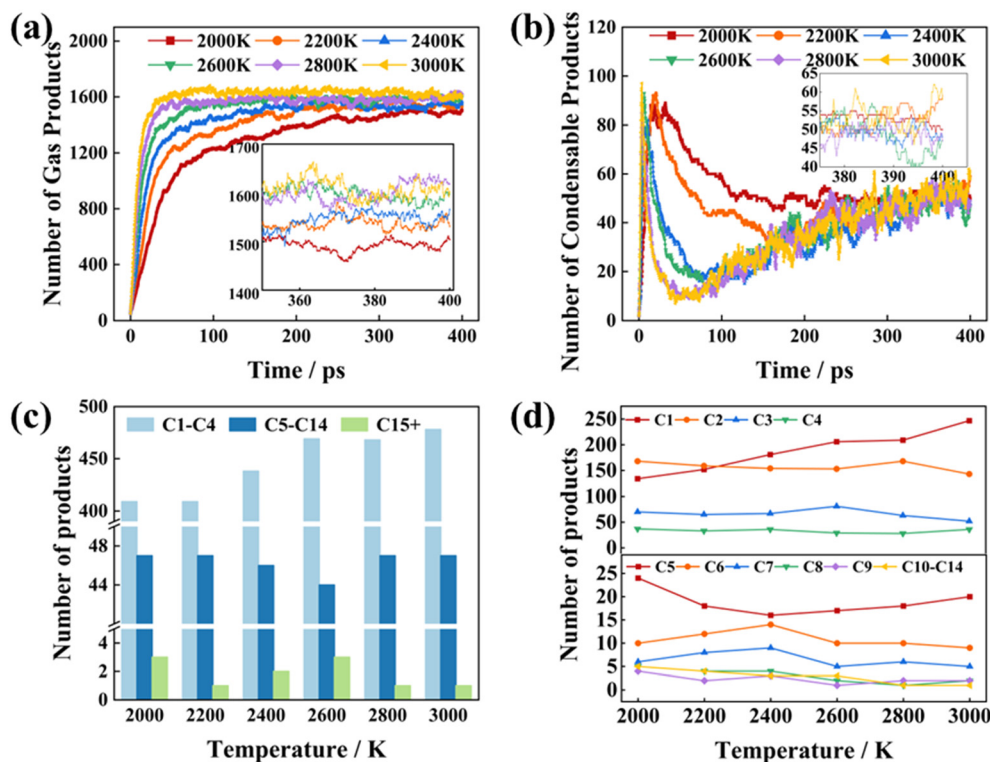 (a)
2000K 2200K 2400K
2600K 2800K 3000K
Number of Gas Products
2000
1600
1200
800
400
0
1700
1600
1500
1400
360 380 400
0 100 200 300 400
Time / ps
(b)
2000K 2200K 2400K
2600K 2800K 3000K
Number of Condensable Products
120
100
80
60
40
20
0
65
60
55
50
45
40
380 390 400
0 100 200 300 400
Time / ps
(c)
C1-C4 C5-C14 C15+
Number of products
500
450
400
48
44
4
2
0
2000 2200 2400 2600 2800 3000
Temperature / K
(d)
C1 C2 C3 C4
Number of products
250
200
150
100
50
0
C5 C6 C7 C8 C9 C10-C14
25
20
15
10
5
0
2000 2200 2400 2600 2800 3000
Temperature / K